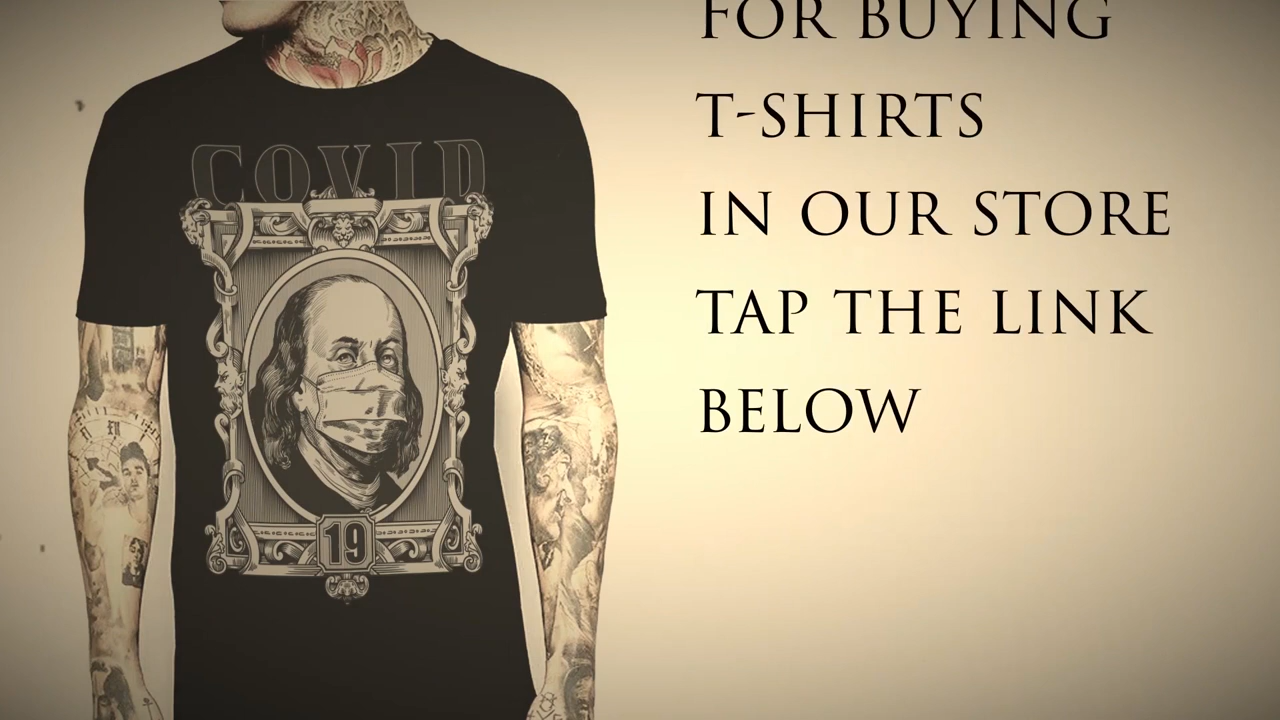 COVID
19
FOR BUYING
T-SHIRTS
IN OUR STORE
TAP THE LINK
BELOW